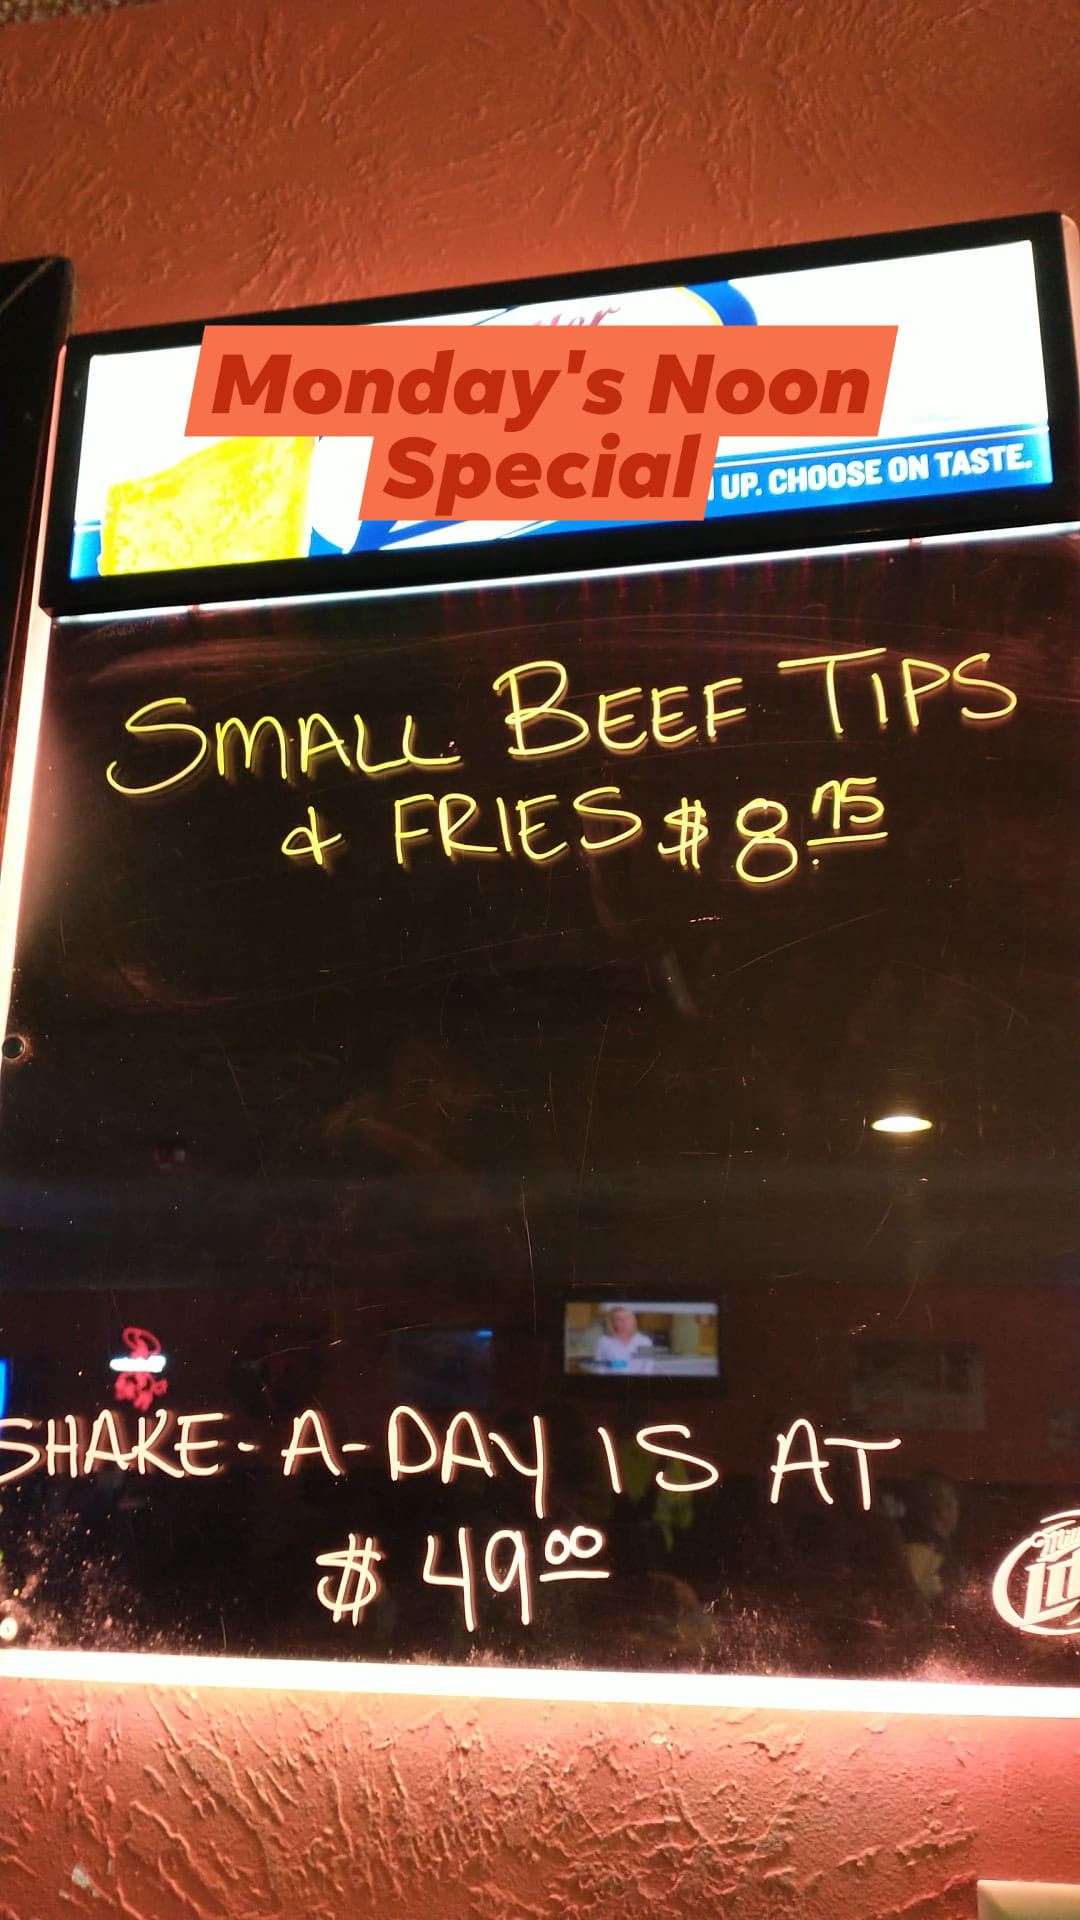 Monday's Noon
Special
UP. CHOOSE ON TASTE.
SMALL BEEF TIPS
& FRIES $8.75
SHAKE-A-DAY IS AT
$49.00